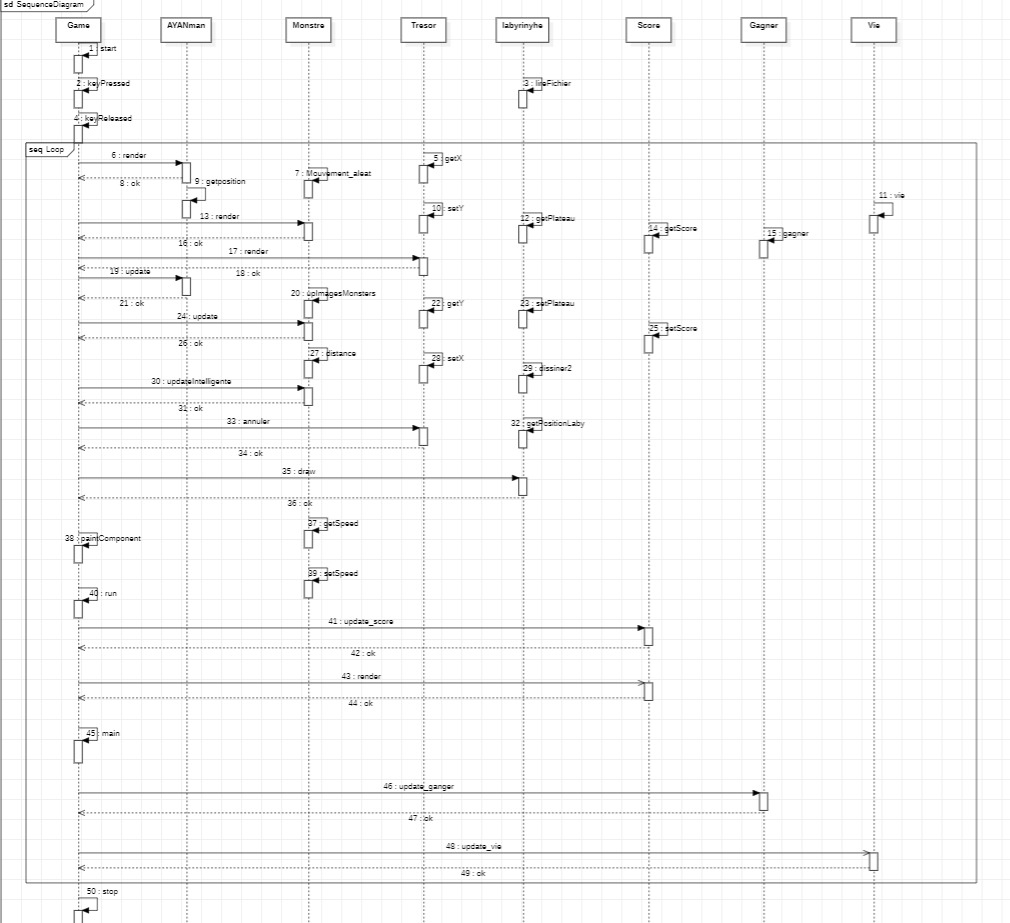 sd SequenceDiagram
Game
AYANman
Monstre
Tresor
labyrinyhe
Score
Gagner
Vie
1 : start
2 : keyPressed
3 : lireFichier
4 : keyReleased
seq Loop
5 : getX
6 : render
7 : Mouvement_aleat
8 : ok
9 : getposition
10 : setY
11 : vie
12 : getPlateau
13 : render
14 : getScore
15 : gagner
16 : ok
17 : render
18 : ok
19 : update
20 : upImagesMonsters
21 : ok
22 : getY
23 : setPlateau
24 : update
25 : setScore
26 : ok
27 : distance
28 : setX
29 : dissiner2
30 : updateIntelligente
31 : ok
32 : getPositionLaby
33 : annuler
34 : ok
35 : draw
36 : ok
37 : getSpeed
38 : paintComponent
39 : setSpeed
40 : run
41 : update_score
42 : ok
43 : render
44 : ok
45 : main
46 : update_ganger
47 : ok
48 : update_vie
49 : ok
50 : stop